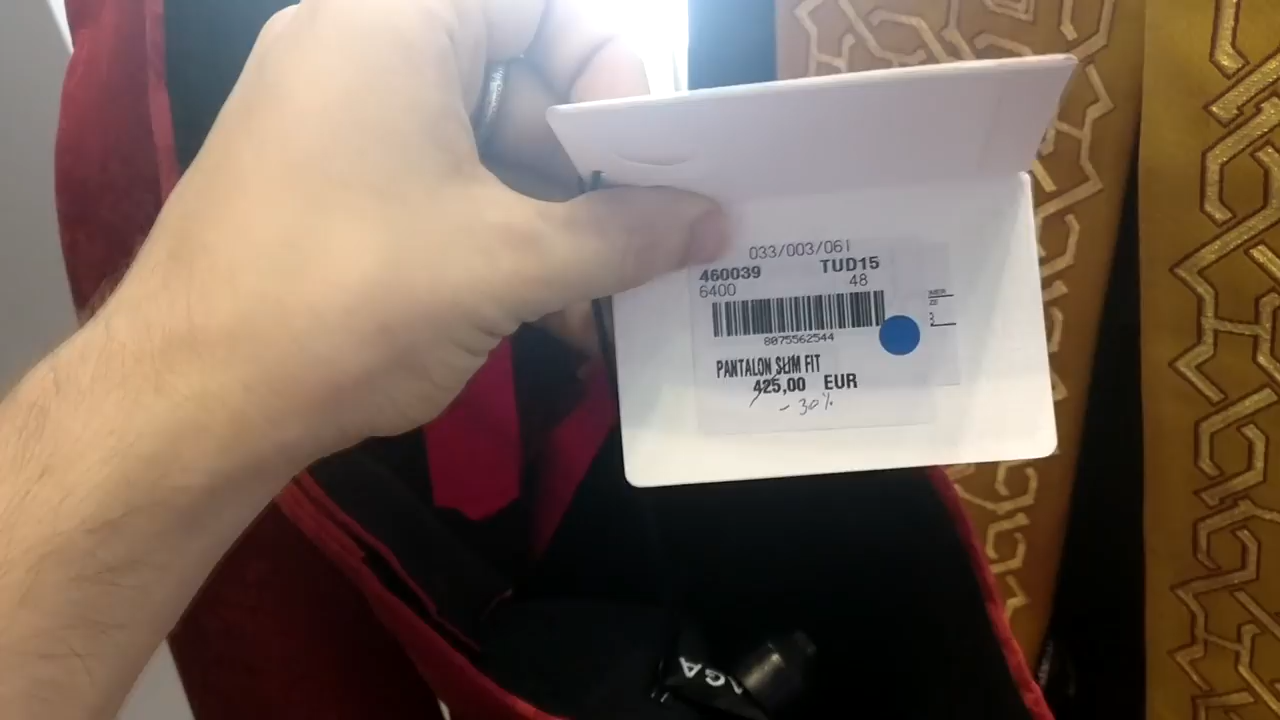 033/003/061
460039 TUD15
6400 48
8075562544
PANTALON SLIM FIT
425,00 EUR
- 30%